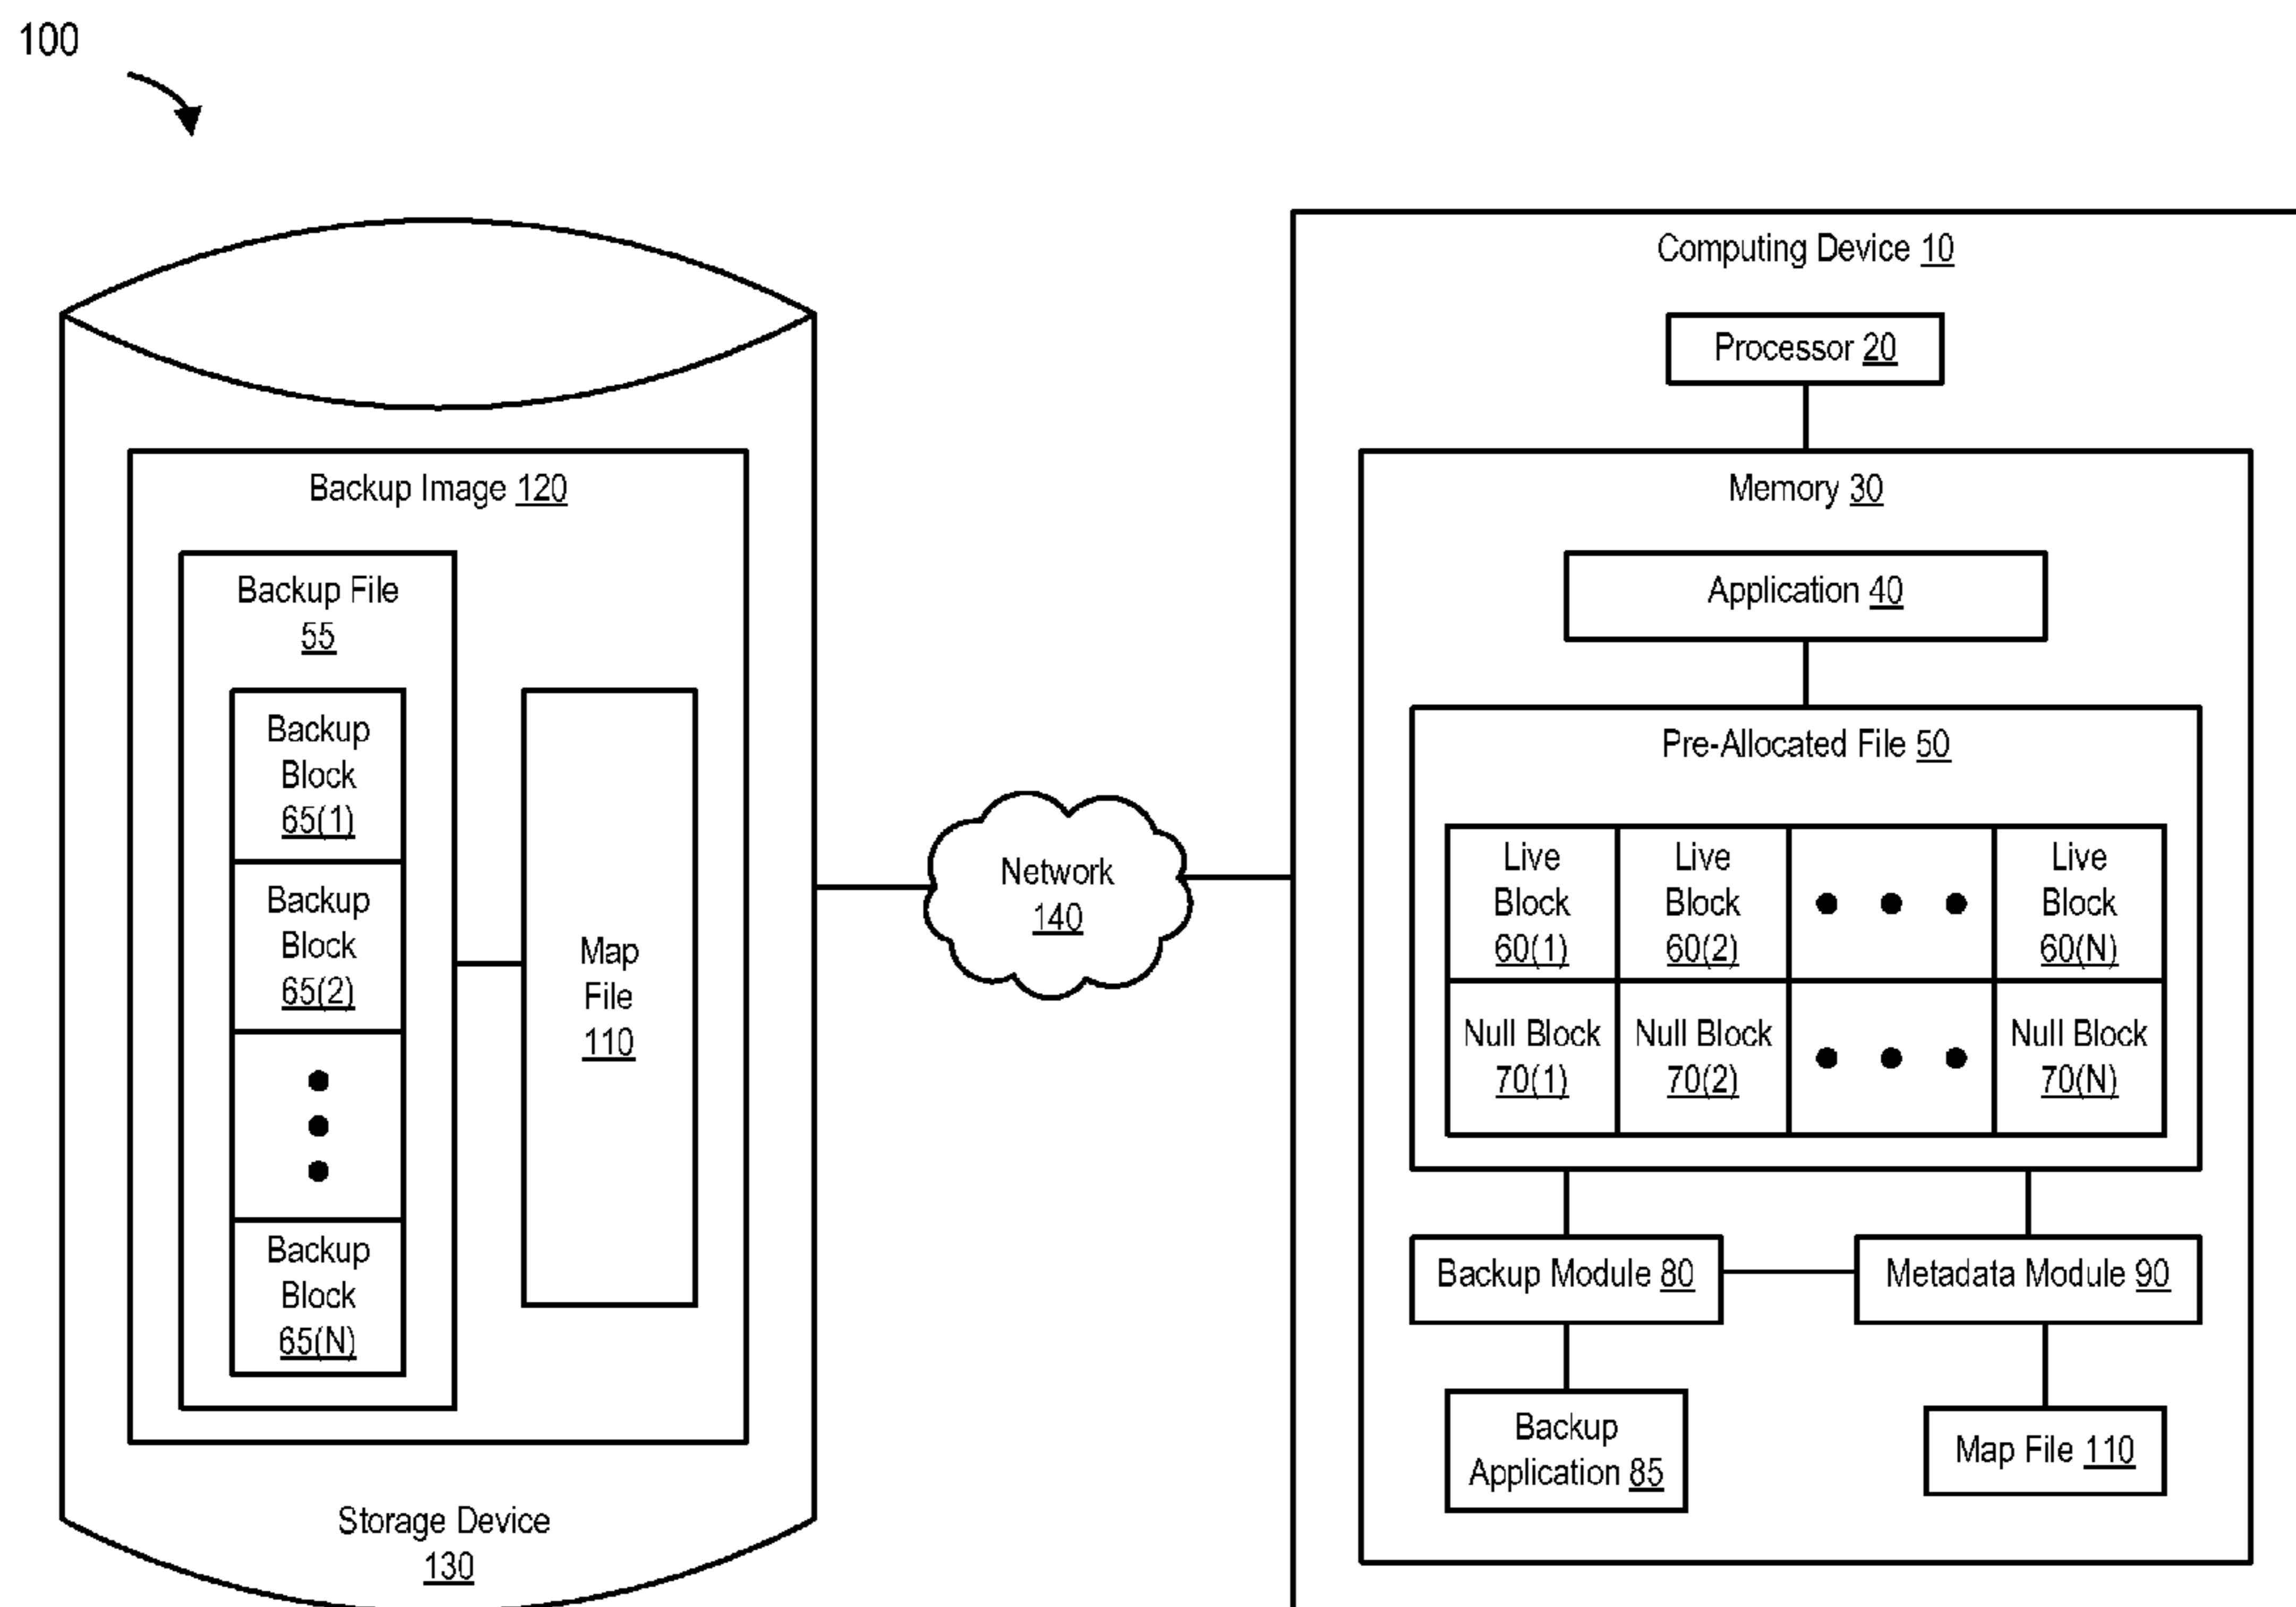 100
Backup Image 120
Backup File
55
Backup
Block
65(1)
Backup
Block
65(2)
Backup
Block
65(N)
Map
File
110
Storage Device
130
Network
140
Computing Device 10
Processor 20
Memory 30
Application 40
Pre-Allocated File 50
Live
Block
60(1)
Live
Block
60(2)
Live
Block
60(N)
Null Block
70(1)
Null Block
70(2)
Null Block
70(N)
Backup Module 80
Metadata Module 90
Backup
Application 85
Map File 110